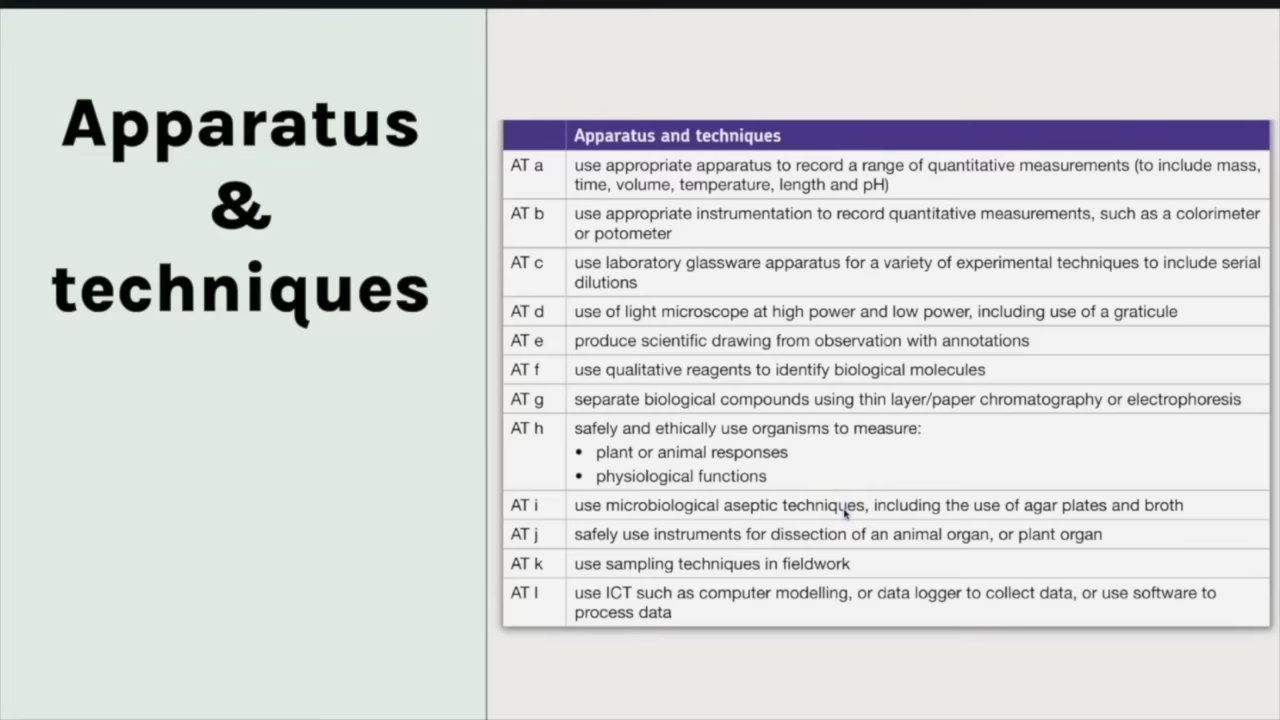 Apparatus
&
techniques
Apparatus and techniques
AT a use appropriate apparatus to record a range of quantitative measurements (to include mass,
time, volume, temperature, length and pH)
AT b use appropriate instrumentation to record quantitative measurements, such as a colorimeter
or potometer
AT c use laboratory glassware apparatus for a variety of experimental techniques to include serial
dilutions
AT d use of light microscope at high power and low power, including use of a graticule
AT e produce scientific drawing from observation with annotations
AT f use qualitative reagents to identify biological molecules
AT g separate biological compounds using thin layer/paper chromatography or electrophoresis
AT h safely and ethically use organisms to measure:
• plant or animal responses
• physiological functions
AT i use microbiological aseptic techniques, including the use of agar plates and broth
AT j safely use instruments for dissection of an animal organ, or plant organ
AT k use sampling techniques in fieldwork
AT l use ICT such as computer modelling, or data logger to collect data, or use software to
process data